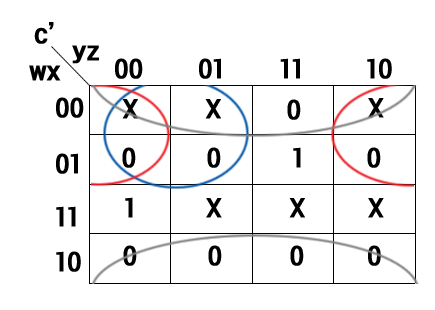 c’
yz
wx
00 01 11 10
00 X X 0 X
01 0 0 1 0
11 1 X X X
10 0 0 0 0